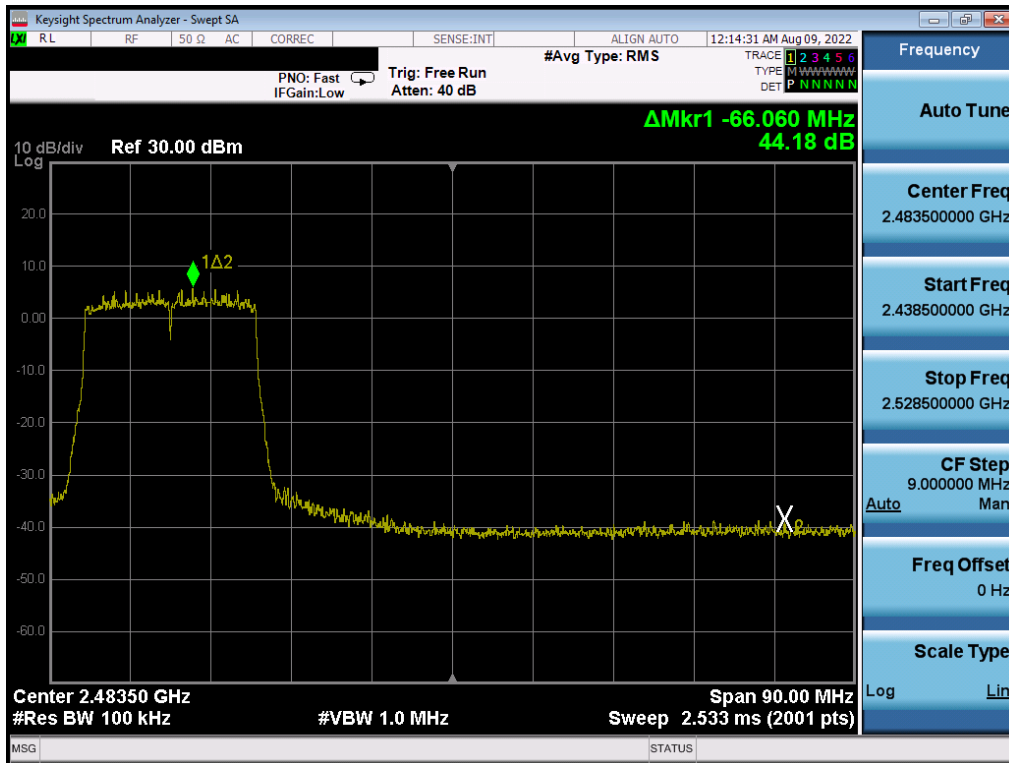 Keysight Spectrum Analyzer - Swept SA
LXI RL RF 50 Ω AC CORREC SENSE:INT ALIGN AUTO 12:14:31 AM Aug 09, 2022
Frequency
#Avg Type: RMS
TRACE 1 2 3 4 5 6
PNO: Fast
Trig: Free Run
TYPE M WWWWW
IFGain:Low
Atten: 40 dB
DET P N N N N N
Auto Tune
ΔMkr1 -66.060 MHz
44.18 dB
10 dB/div
Ref 30.00 dBm
Log
20.0
10.0
0.00
-10.0
-20.0
-30.0
-40.0
-50.0
-60.0
1Δ2
Center Freq
2.483500000 GHz
Start Freq
2.438500000 GHz
Stop Freq
2.528500000 GHz
CF Step
9.000000 MHz
Auto Man
Freq Offset
0 Hz
Scale Type
Log Lin
Center 2.48350 GHz
Span 90.00 MHz
#Res BW 100 kHz
#VBW 1.0 MHz
Sweep 2.533 ms (2001 pts)
MSG
STATUS